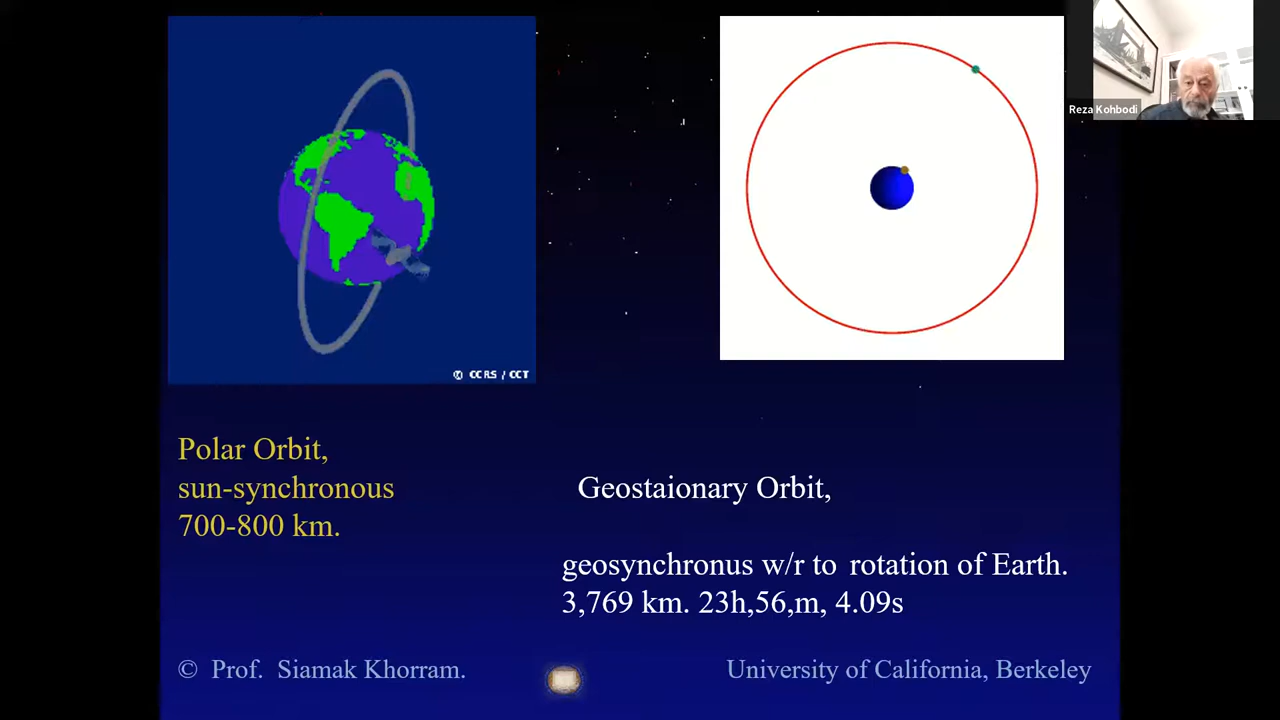 Reza Kohbodi
© CCRS / CCT
Polar Orbit,
sun-synchronous
700-800 km.
Geostaionary Orbit,
geosynchronus w/r to rotation of Earth.
3,769 km. 23h,56,m, 4.09s
© Prof. Siamak Khorram.
University of California, Berkeley